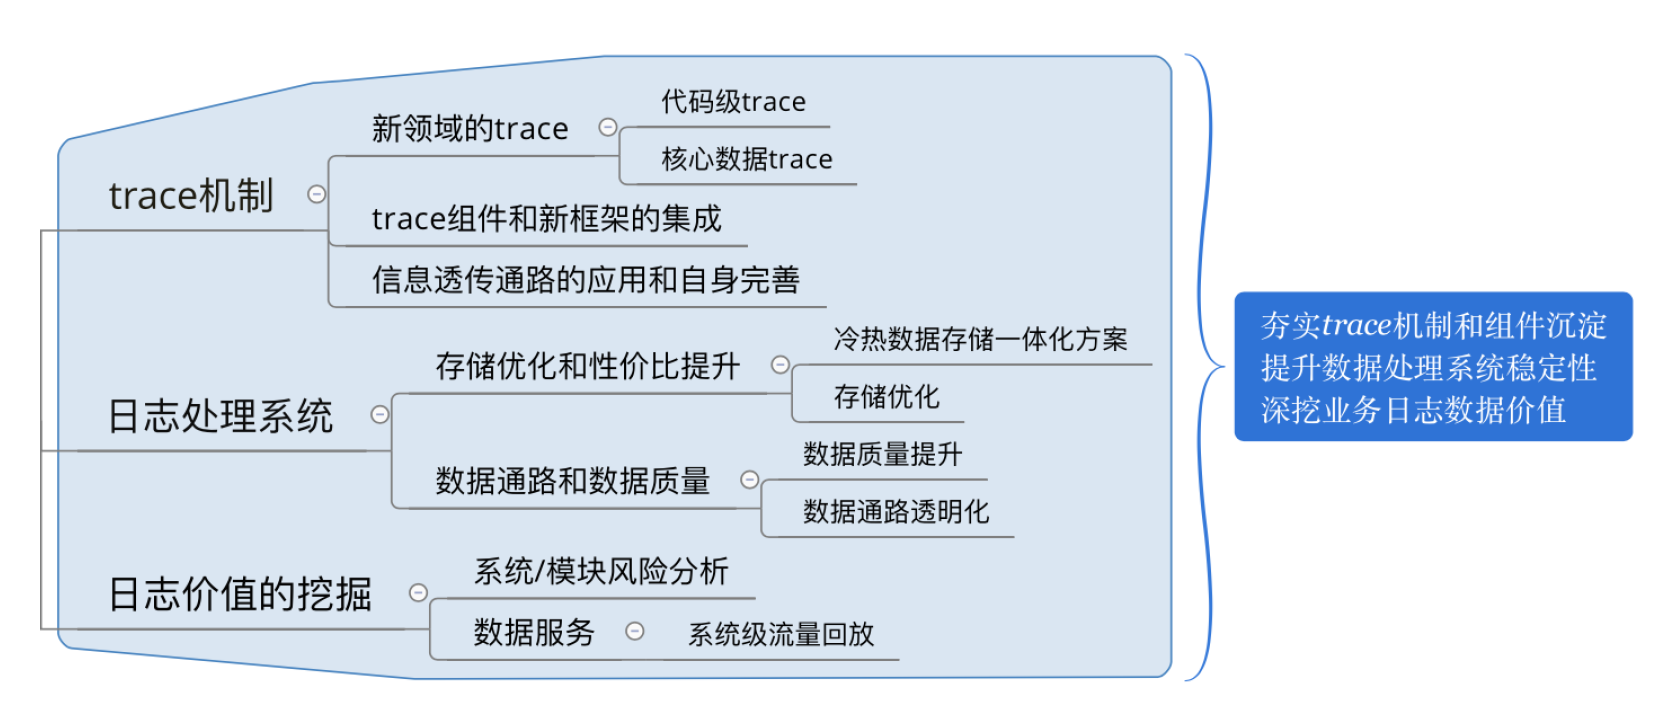 trace机制
新领域的trace
代码级trace
核心数据trace
trace组件和新框架的集成
信息透传通路的应用和自身完善
日志处理系统
存储优化和性价比提升
冷热数据存储一体化方案
存储优化
数据通路和数据质量
数据质量提升
数据通路透明化
日志价值的挖掘
系统/模块风险分析
数据服务
系统级流量回放
夯实trace机制和组件沉淀
提升数据处理系统稳定性
深挖业务日志数据价值